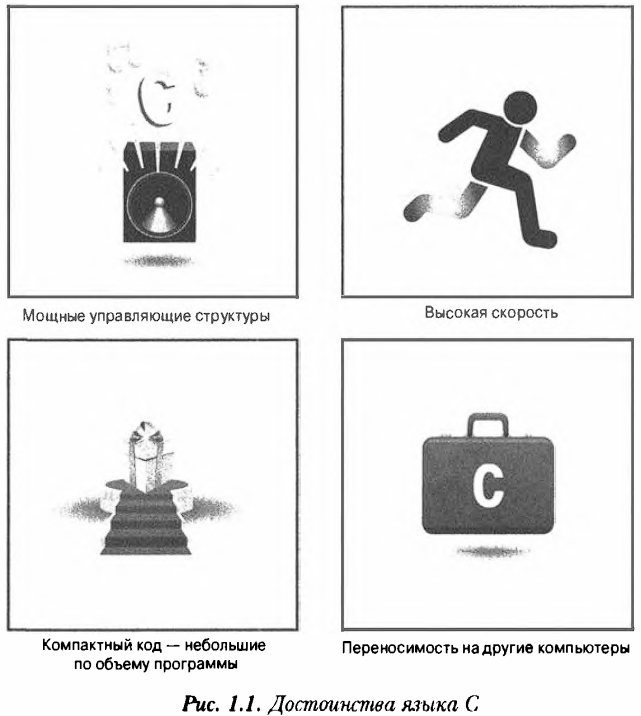 C
Мощные управляющие структуры
Высокая скорость
C
Компактный код — небольшие
по объему программы
Переносимость на другие компьютеры
Рис. 1.1. Достоинства языка С